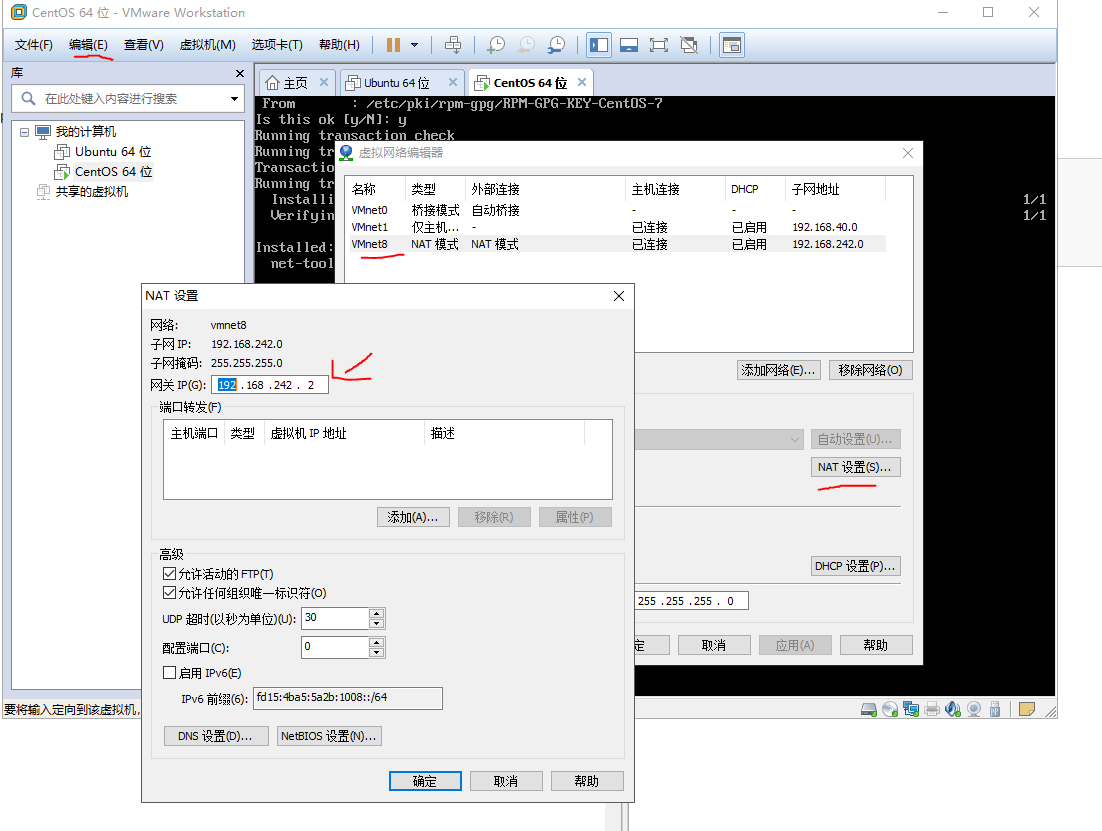 CentOS 64 位 - VMware Workstation
文件(F) 编辑(E) 查看(V) 虚拟机(M) 选项卡(T) 帮助(H)
库
在此处键入内容进行搜索
我的计算机
Ubuntu 64 位
CentOS 64 位
共享的虚拟机
主页 Ubuntu 64 位 CentOS 64 位
From : /etc/pki/rpm-gpg/RPM-GPG-KEY-CentOS-7
Is this ok [y/N]: y
Running transaction check
Running tr
Transactio
Running tr
Installi 1/1
Verifyin 1/1
Installed:
net-tool
虚拟网络编辑器
名称 类型 外部连接 主机连接 DHCP 子网地址
VMnet0 桥接模式 自动桥接 - - -
VMnet1 仅主机... - 已连接 已启用 192.168.40.0
VMnet8 NAT 模式 NAT 模式 已连接 已启用 192.168.242.0
添加网络(E)... 移除网络(O)
自动设置(U)...
NAT 设置(S)...
DHCP 设置(P)...
255 .255 .255 . 0
定 取消 应用(A) 帮助
NAT 设置
网络: vmnet8
子网 IP: 192.168.242.0
子网掩码: 255.255.255.0
网关 IP(G): 192 . 168 . 242 . 2
端口转发(F)
主机端口 类型 虚拟机 IP 地址 描述
添加(A)... 移除(R) 属性(P)
高级
允许活动的 FTP(T)
允许任何组织唯一标识符(O)
UDP 超时(以秒为单位)(U): 30
配置端口(C): 0
启用 IPv6(E)
IPv6 前缀(6): fd15:4ba5:5a2b:1008::/64
DNS 设置(D)... NetBIOS 设置(N)...
确定 取消 帮助
要将输入定向到该虚拟机,